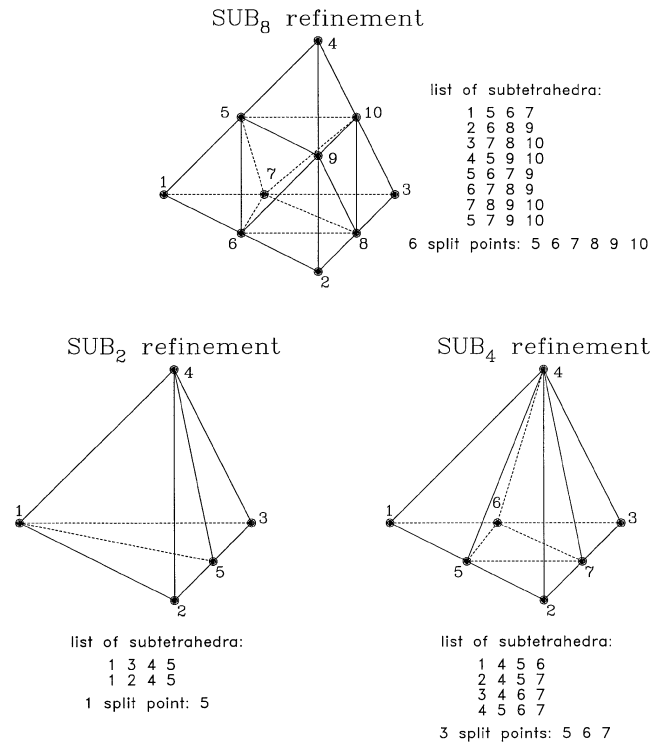 SUB8 refinement
4
5
10
9
7
1
3
6
8
2
list of subtetrahedra:
1 5 6 7
2 6 8 9
3 7 8 10
4 5 9 10
5 6 7 9
6 7 8 9
7 8 9 10
5 7 9 10
6 split points: 5 6 7 8 9 10
SUB2 refinement
4
1
3
5
2
list of subtetrahedra:
1 3 4 5
1 2 4 5
1 split point: 5
SUB4 refinement
4
1
6
3
5
7
2
list of subtetrahedra:
1 4 5 6
2 4 5 7
3 4 6 7
4 5 6 7
3 split points: 5 6 7